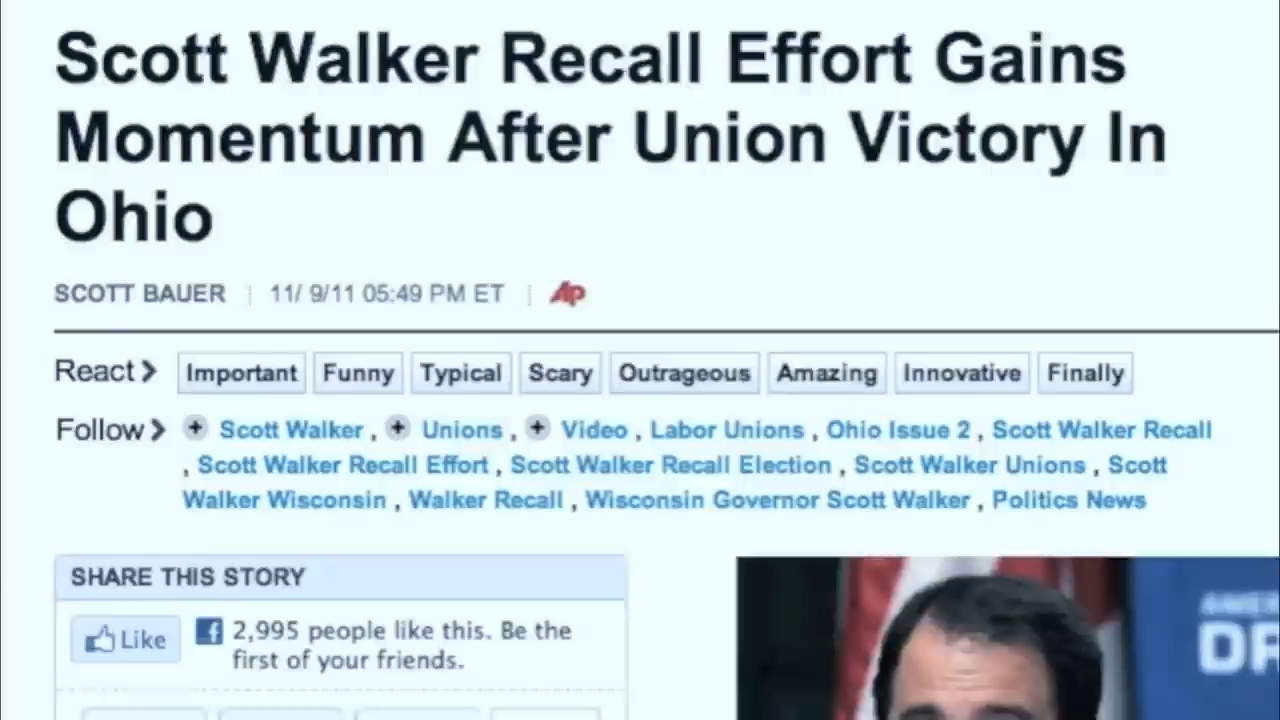 Scott Walker Recall Effort Gains
Momentum After Union Victory In
Ohio
SCOTT BAUER | 11/ 9/11 05:49 PM ET | AP
React > Important Funny Typical Scary Outrageous Amazing Innovative Finally
Follow > + Scott Walker , + Unions , + Video , Labor Unions , Ohio Issue 2 , Scott Walker Recall
, Scott Walker Recall Effort , Scott Walker Recall Election , Scott Walker Unions , Scott
Walker Wisconsin , Walker Recall , Wisconsin Governor Scott Walker , Politics News
SHARE THIS STORY
Like f 2,995 people like this. Be the
first of your friends.